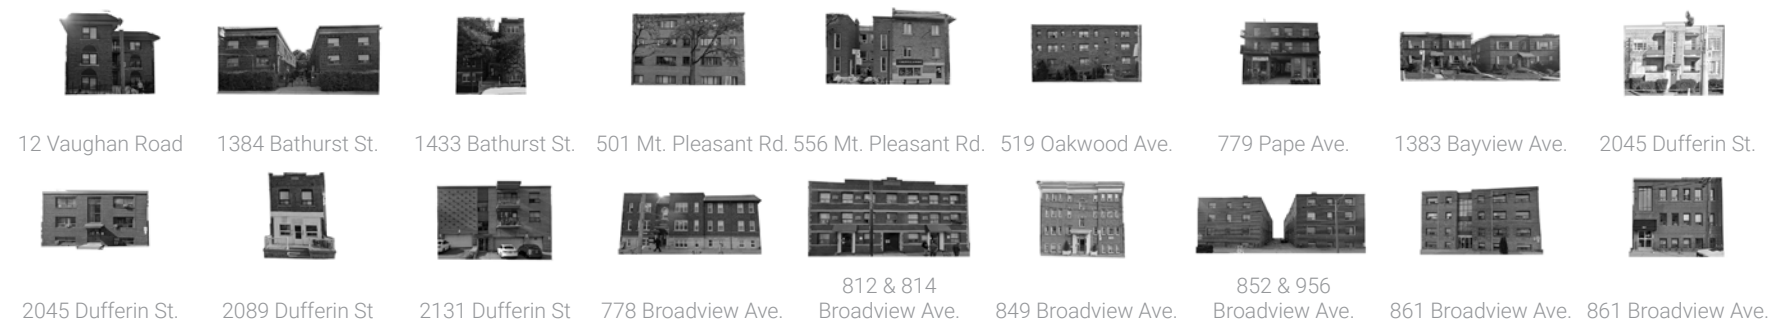 12 Vaughan Road
1384 Bathurst St.
1433 Bathurst St.
501 Mt. Pleasant Rd.
556 Mt. Pleasant Rd.
519 Oakwood Ave.
779 Pape Ave.
1383 Bayview Ave.
2045 Dufferin St.
2045 Dufferin St.
2089 Dufferin St
2131 Dufferin St
778 Broadview Ave.
812 & 814
Broadview Ave.
849 Broadview Ave.
852 & 956
Broadview Ave.
861 Broadview Ave.
861 Broadview Ave.